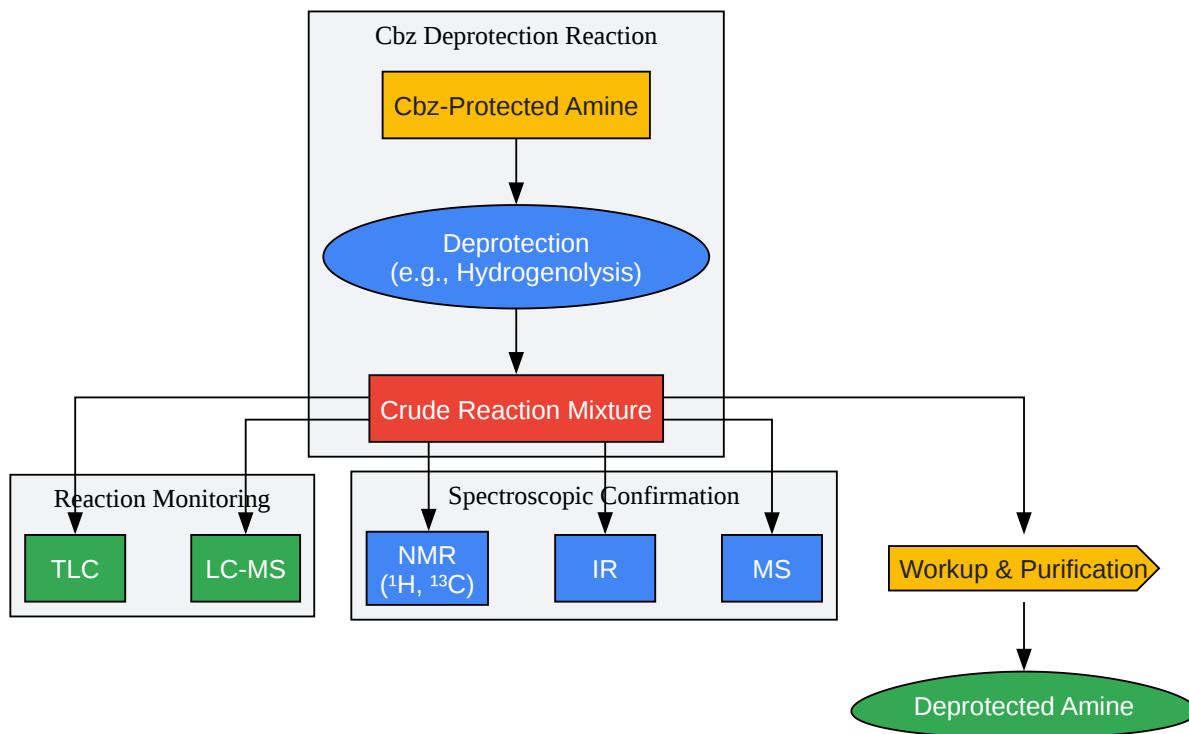 Cbz Deprotection Reaction
Cbz-Protected Amine
Deprotection
(e.g., Hydrogenolysis)
Crude Reaction Mixture
Reaction Monitoring
TLC
LC-MS
Spectroscopic Confirmation
NMR
(¹H, ¹³C)
IR
MS
Workup & Purification
Deprotected Amine